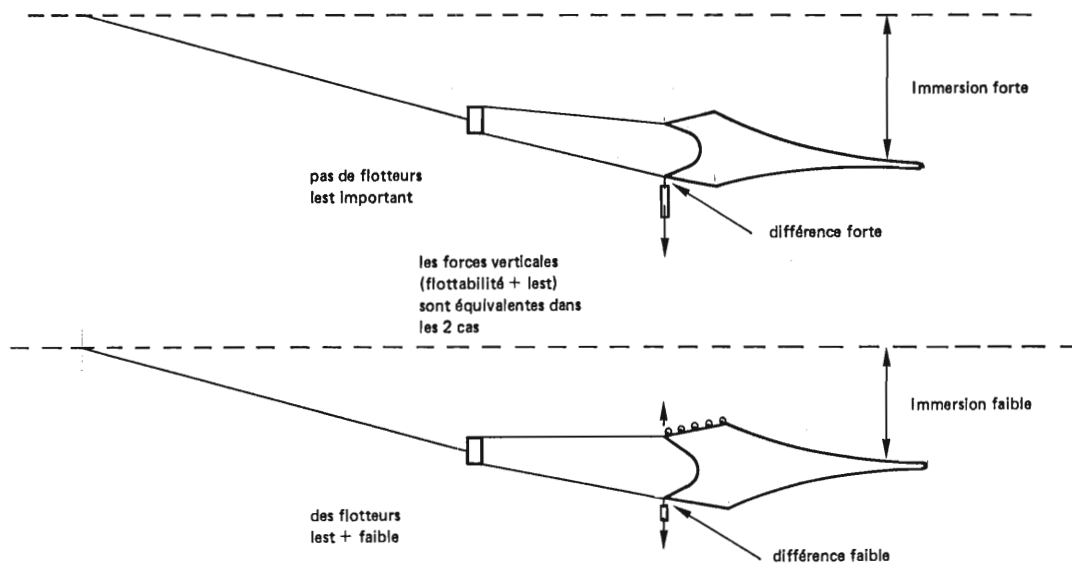 Immersion forte
pas de flotteurs
lest important
différence forte
les forces verticales
(flottabilité + lest)
sont équivalentes dans
les 2 cas
Immersion faible
des flotteurs
lest + faible
différence faible